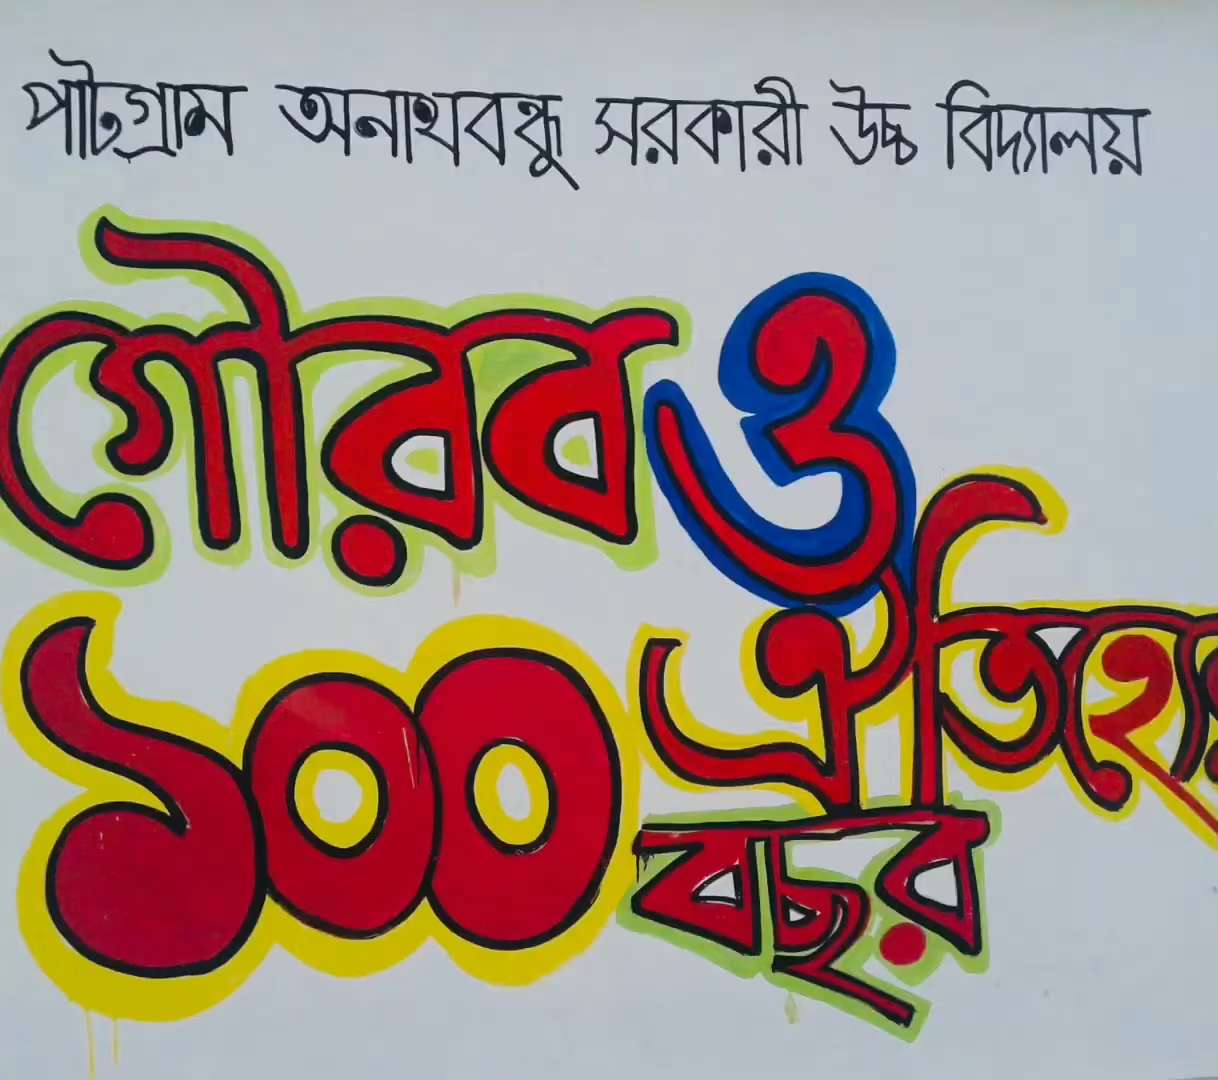 পাটগ্রাম অনাথবন্ধু সরকারী উচ্চ বিদ্যালয়
গৌরব ও
ঐতিহ্যের
১০০
বছর